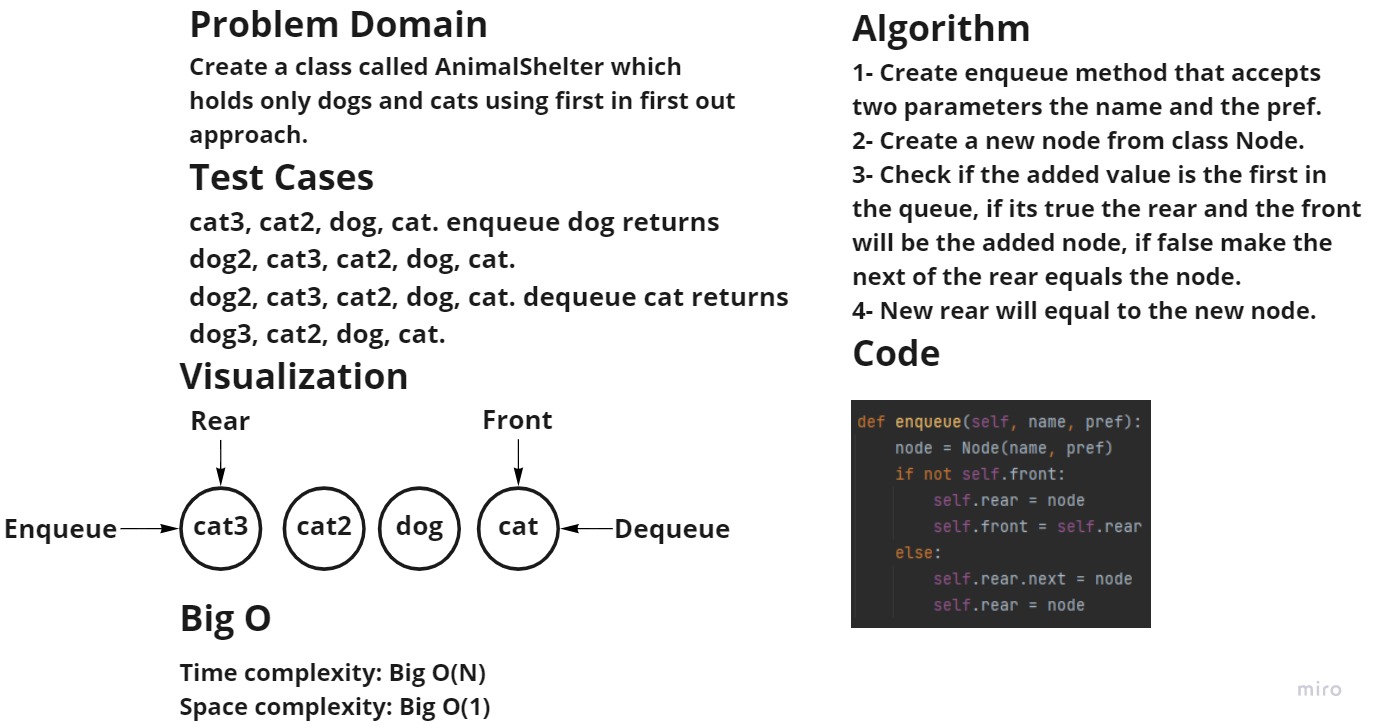 Problem Domain
Create a class called AnimalShelter which
holds only dogs and cats using first in first out
approach.
Test Cases
cat3, cat2, dog, cat. enqueue dog returns
dog2, cat3, cat2, dog, cat.
dog2, cat3, cat2, dog, cat. dequeue cat returns
dog3, cat2, dog, cat.
Visualization
Rear
Front
Enqueue
cat3
cat2
dog
cat
Dequeue
Big O
Time complexity: Big O(N)
Space complexity: Big O(1)
Algorithm
1- Create enqueue method that accepts
two parameters the name and the pref.
2- Create a new node from class Node.
3- Check if the added value is the first in
the queue, if its true the rear and the front
will be the added node, if false make the
next of the rear equals the node.
4- New rear will equal to the new node.
Code
def enqueue(self, name, pref):
    node = Node(name, pref)
    if not self.front:
        self.rear = node
        self.front = self.rear
    else:
        self.rear.next = node
        self.rear = node
miro